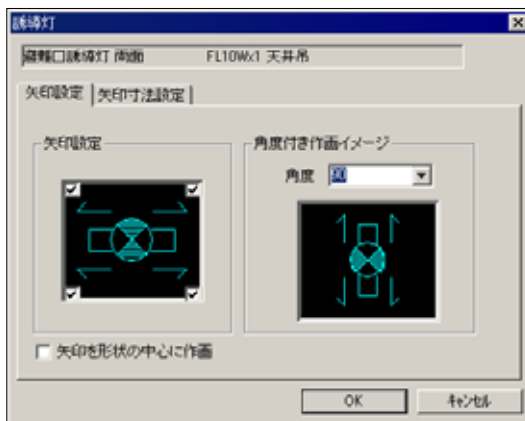 誘導灯
避難口誘導灯 両面 FL10Wx1 天井吊
矢印設定 矢印寸法設定
矢印設定
角度付き作画イメージ
角度 90
矢印を形状の中心に作画
OK キャンセル